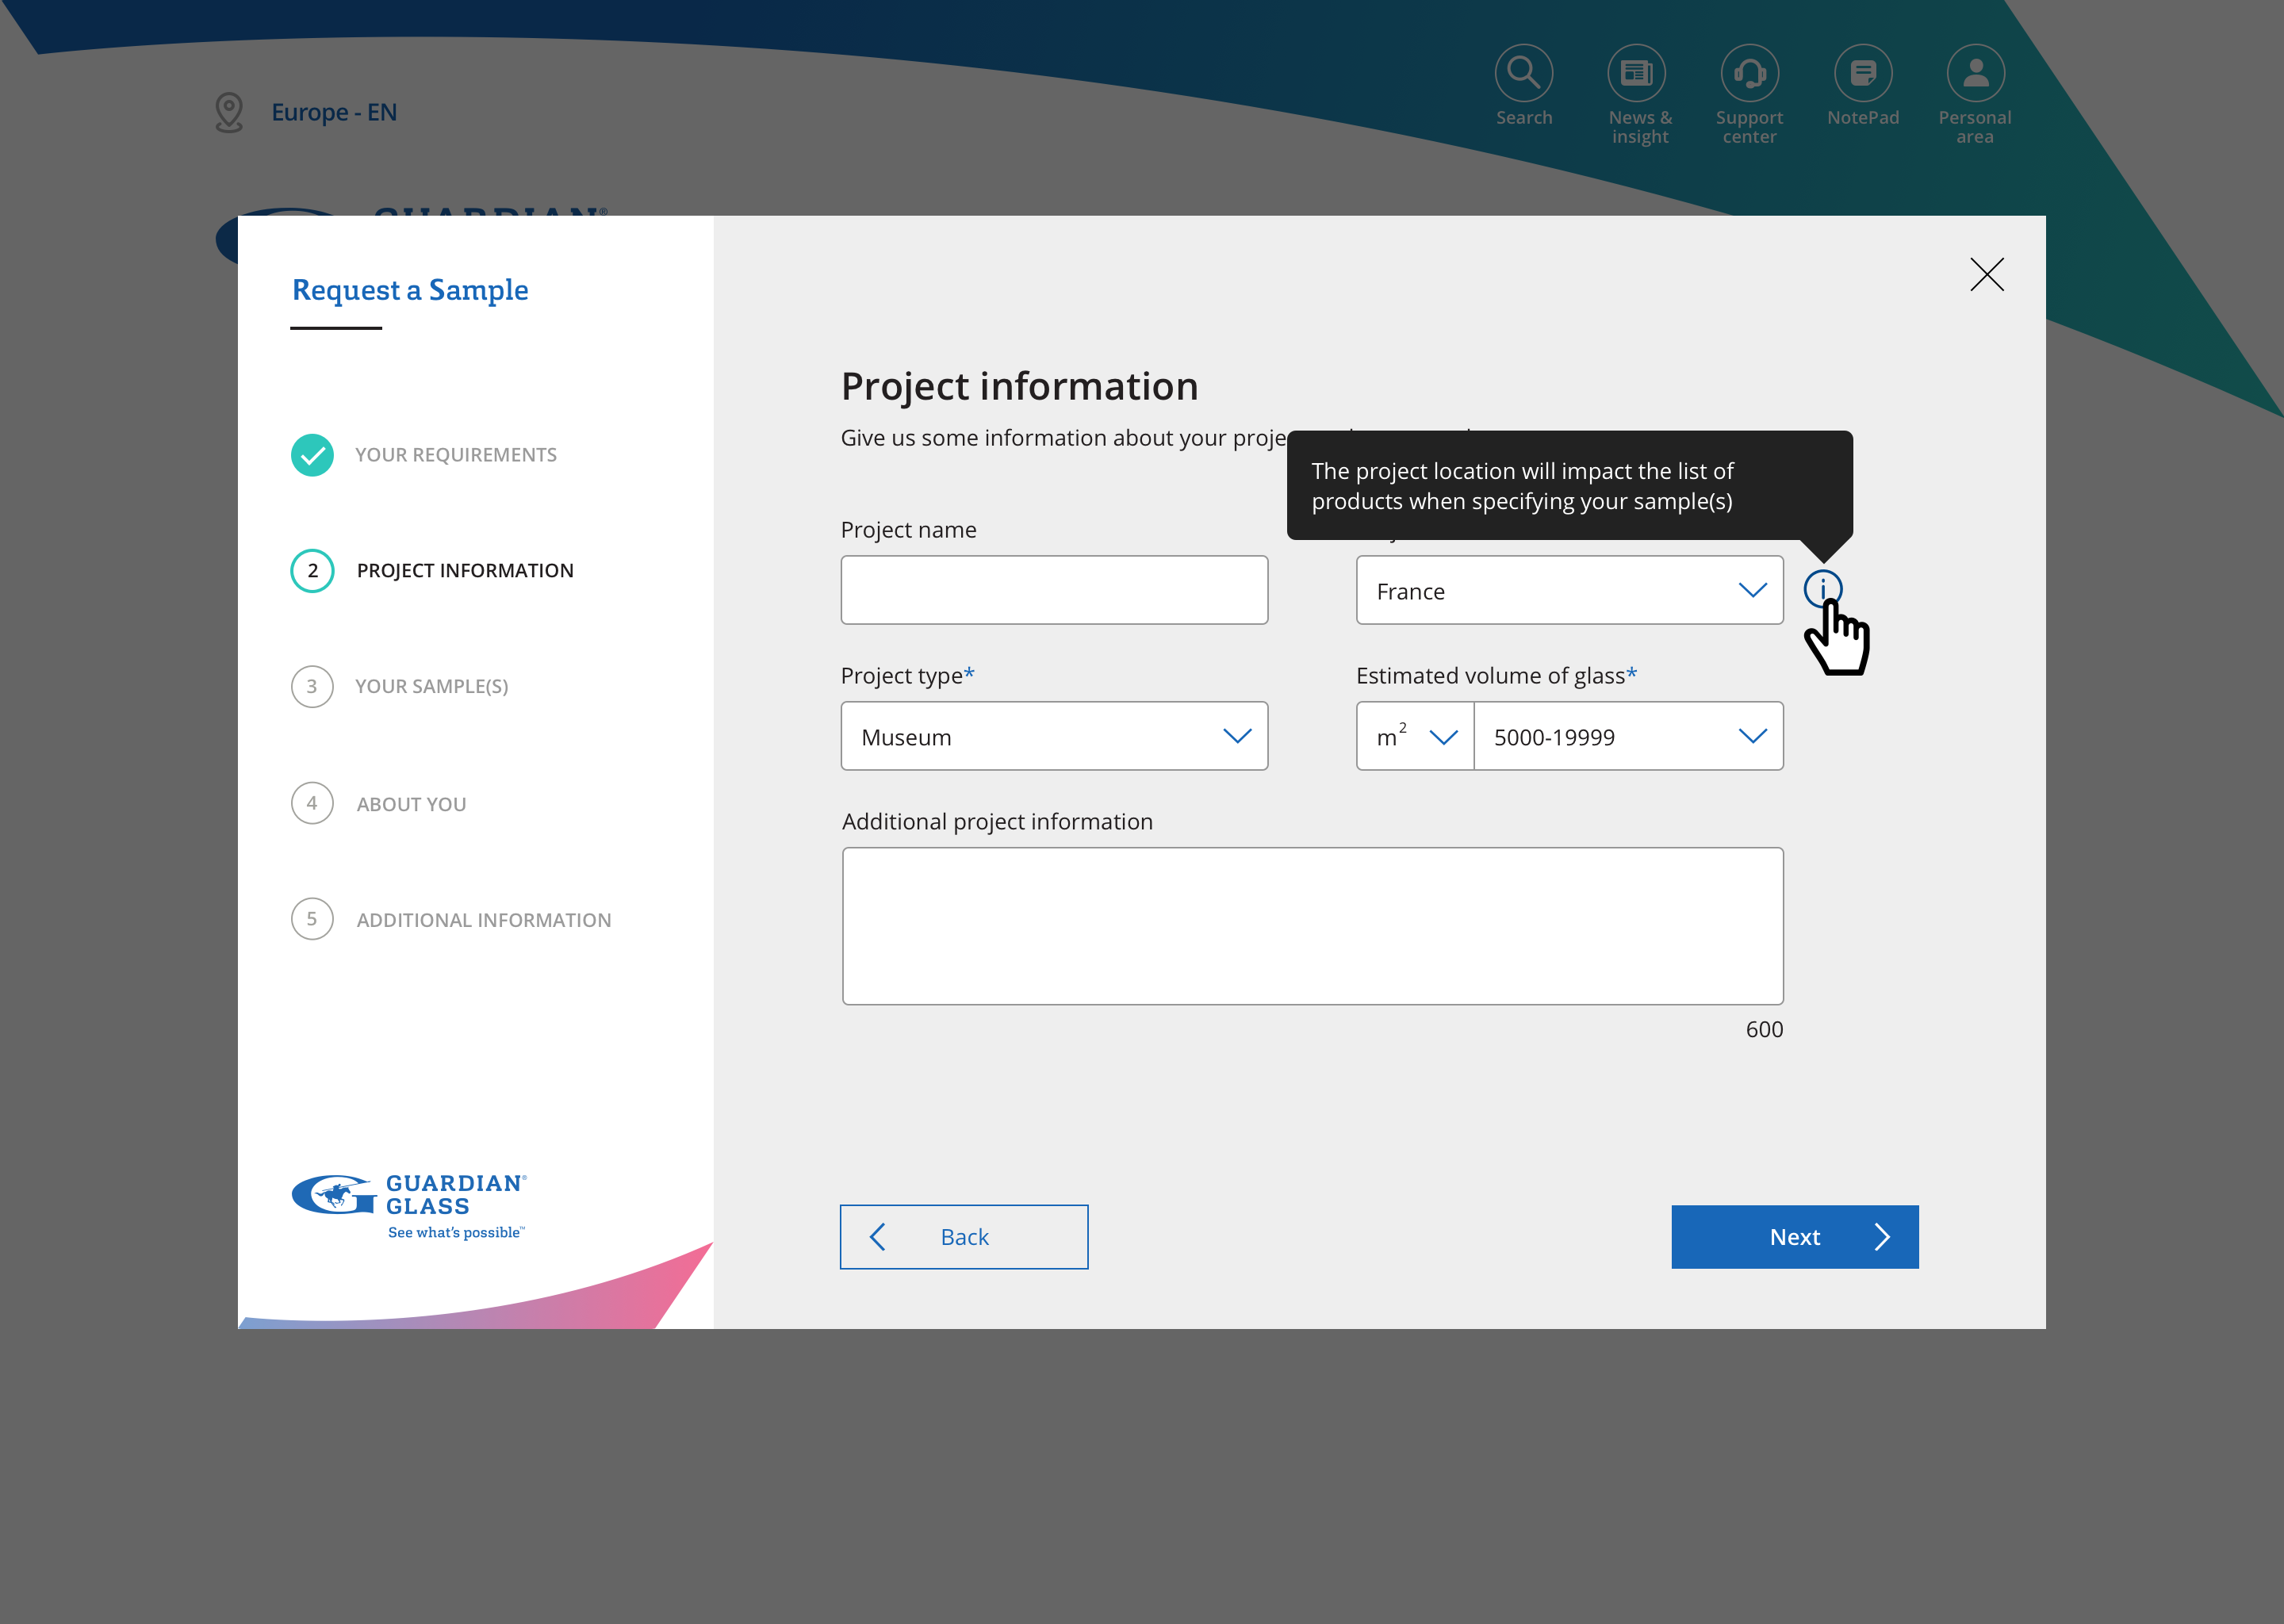 Europe - EN
Search
News &
insight
Support
center
NotePad
Personal
area
GUARDIAN®
Request a Sample
YOUR REQUIREMENTS
2 PROJECT INFORMATION
3 YOUR SAMPLE(S)
4 ABOUT YOU
5 ADDITIONAL INFORMATION
GUARDIAN®
GLASS
See what's possible™
Project information
Give us some information about your
The project location will impact the list of
products when specifying your sample(s)
Project name
France
i
Project type*
Estimated volume of glass*
Museum
m²
5000-19999
Additional project information
600
Back
Next